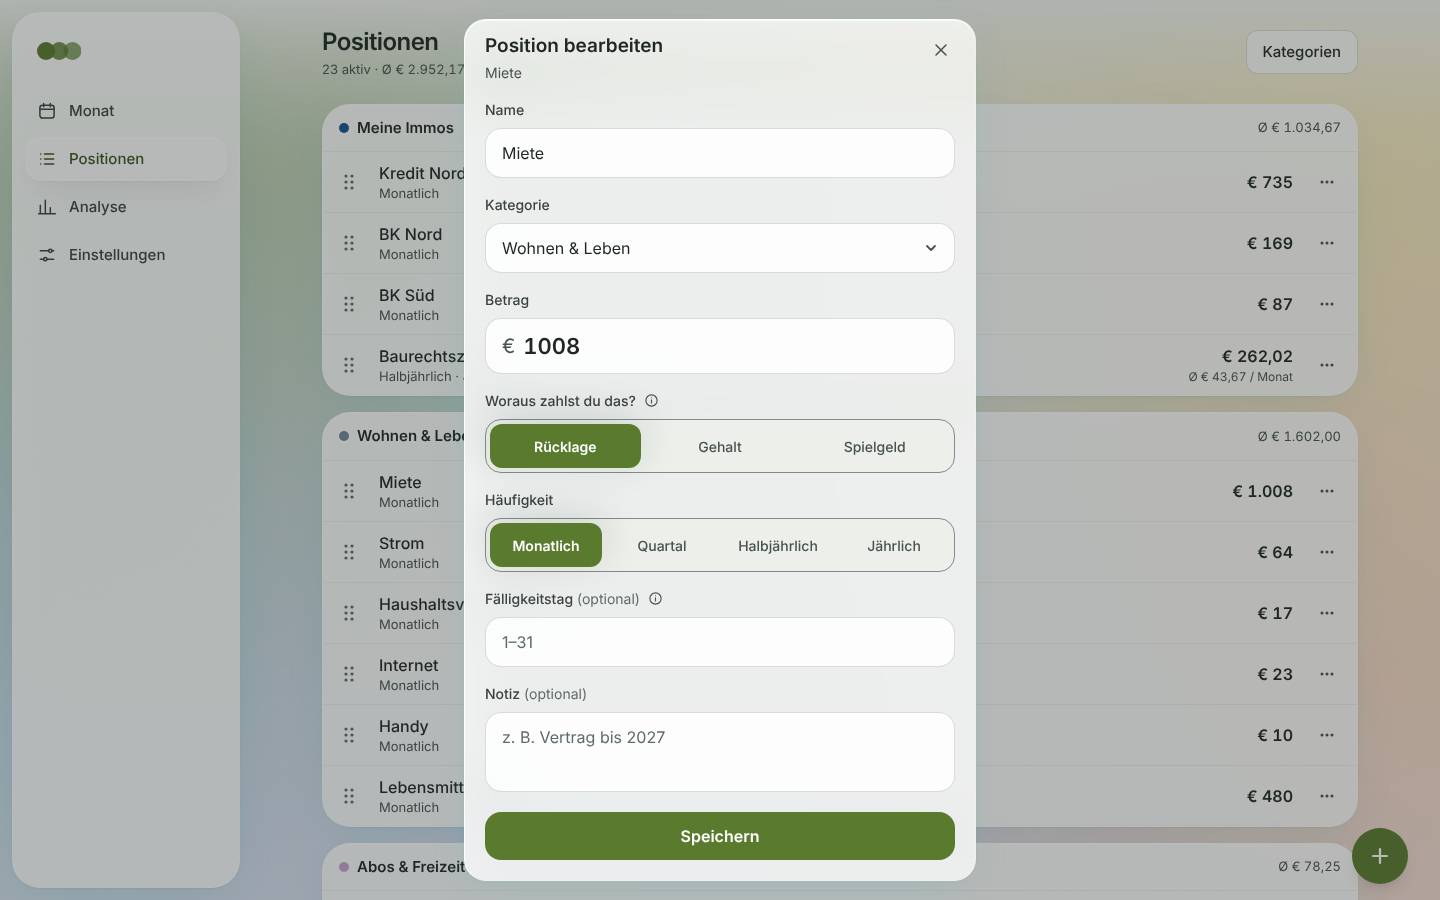 Monat
Positionen
Analyse
Einstellungen
Positionen
23 aktiv · Ø € 2.952,17
Kategorien
Meine Immos
Ø € 1.034,67
Kredit Nord
Monatlich
€ 735
BK Nord
Monatlich
€ 169
BK Süd
Monatlich
€ 87
Baurechtsz
Halbjährlich ·
€ 262,02
Ø € 43,67 / Monat
Wohnen & Lebe
Ø € 1.602,00
Miete
Monatlich
€ 1.008
Strom
Monatlich
€ 64
Haushaltsv
Monatlich
€ 17
Internet
Monatlich
€ 23
Handy
Monatlich
€ 10
Lebensmitt
Monatlich
€ 480
Abos & Freizeit
Ø € 78,25
Position bearbeiten
Miete
Name
Miete
Kategorie
Wohnen & Leben
Betrag
€ 1008
Woraus zahlst du das?
Rücklage
Gehalt
Spielgeld
Häufigkeit
Monatlich
Quartal
Halbjährlich
Jährlich
Fälligkeitstag (optional)
1–31
Notiz (optional)
z. B. Vertrag bis 2027
Speichern